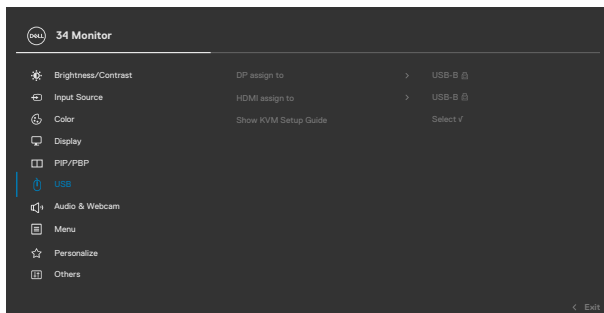 DELL 34 Monitor
Brightness/Contrast DP assign to > USB-B
Input Source HDMI assign to > USB-B
Color Show KVM Setup Guide Select √
Display
PIP/PBP
USB
Audio & Webcam
Menu
Personalize
Others
< Exit